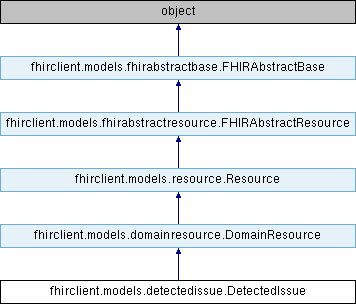 object
fhirclient.models.fhirabstractbase.FHIRAbstractBase
fhirclient.models.fhirabstractresource.FHIRAbstractResource
fhirclient.models.resource.Resource
fhirclient.models.domainresource.DomainResource
fhirclient.models.detectedissue.DetectedIssue